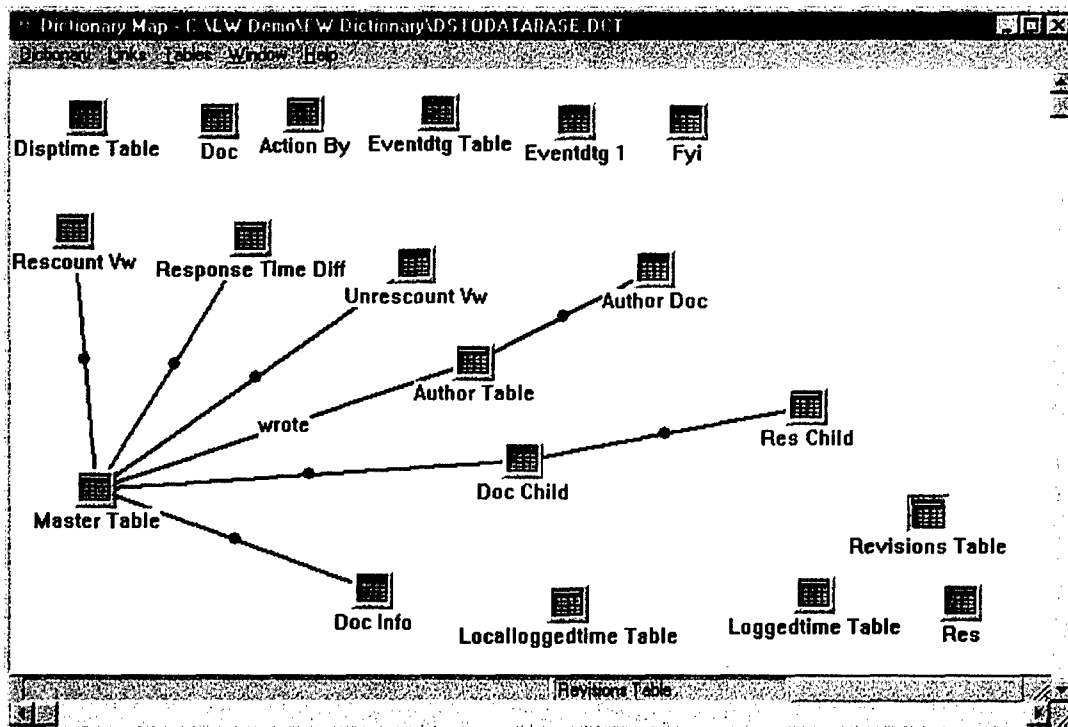 Dictionary Map - C:\EW Demo\EW Dictionary\DSTODATABASE.DCT
Dictionary Links Tables Window Help
Disptime Table
Doc
Action By
Eventdtg Table
Eventdtg 1
Fyi
Rescount Vw
Response Time Diff
Unrescount Vw
Author Doc
Author Table
wrote
Res Child
Doc Child
Master Table
Revisions Table
Doc Info
Localloggedtime Table
Loggedtime Table
Res
Revisions Table